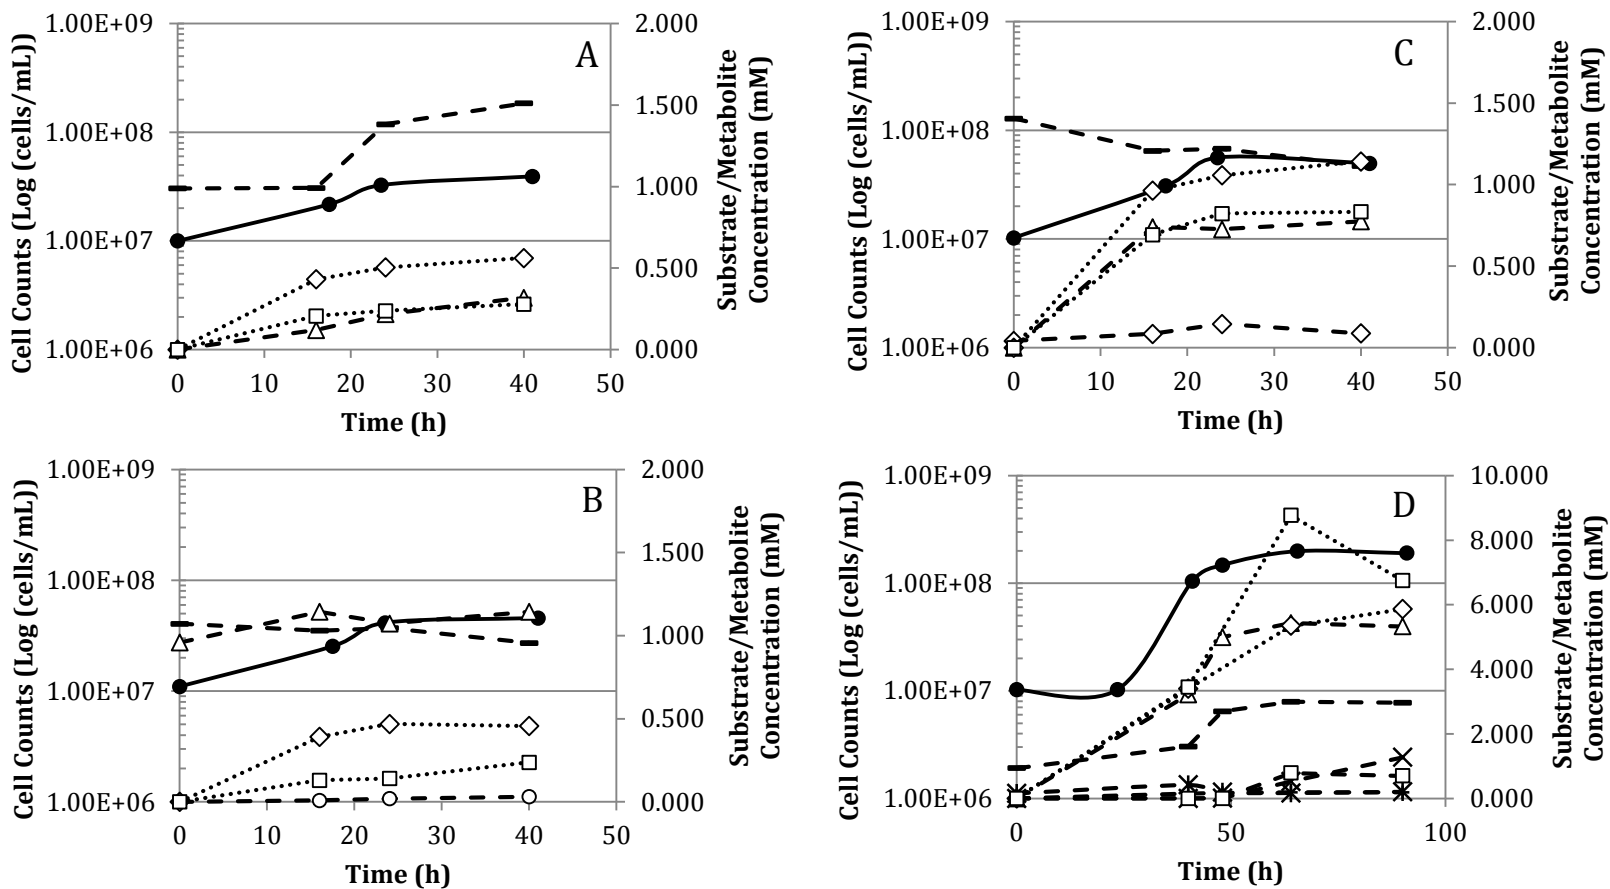 A
Cell Counts (Log (cells/mL))
1.00E+09
1.00E+08
1.00E+07
1.00E+06
2.000
1.500
1.000
0.500
0.000
Substrate/Metabolite
Concentration (mM)
0 10 20 30 40 50
Time (h)
C
Cell Counts (Log (cells/mL))
1.00E+09
1.00E+08
1.00E+07
1.00E+06
2.000
1.500
1.000
0.500
0.000
Substrate/Metabolite
Concentration (mM)
0 10 20 30 40 50
Time (h)
B
Cell Counts (Log (cells/mL))
1.00E+09
1.00E+08
1.00E+07
1.00E+06
2.000
1.500
1.000
0.500
0.000
Substrate/Metabolite
Concentration (mM)
0 10 20 30 40 50
Time (h)
D
Cell Counts (Log (cells/mL))
1.00E+09
1.00E+08
1.00E+07
1.00E+06
10.000
8.000
6.000
4.000
2.000
0.000
Substrate/Metabolite
Concentration (mM)
0 50 100
Time (h)